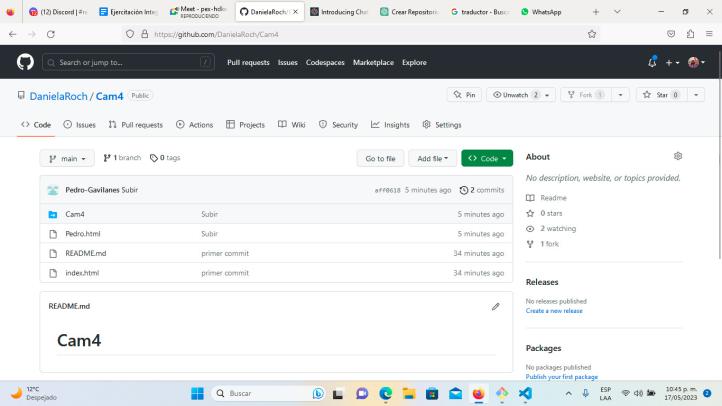 (12) Discord | #re
Ejercitación Integ
Meet - pex-hdke
REPRODUCIENDO
DanielaRoch/C
Introducing Chat
Crear Repositorio
traductor - Busc
WhatsApp
https://github.com/DanielaRoch/Cam4
Search or jump to... /
Pull requests Issues Codespaces Marketplace Explore
DanielaRoch / Cam4 Public
Pin Unwatch 2 Fork 1 Star 0
Code Issues Pull requests Actions Projects Wiki Security Insights Settings
main 1 branch 0 tags Go to file Add file Code
Pedro-Gavilanes Subir aff0618 5 minutes ago 2 commits
Cam4 Subir 5 minutes ago
Pedro.html Subir 5 minutes ago
README.md primer commit 34 minutes ago
index.html primer commit 34 minutes ago
README.md
Cam4
About
No description, website, or topics provided.
Readme
0 stars
2 watching
1 fork
Releases
No releases published
Create a new release
Packages
No packages published
Publish your first package
12°C
Despejado
Buscar
ESP
LAA
10:45 p. m.
17/05/2023
2